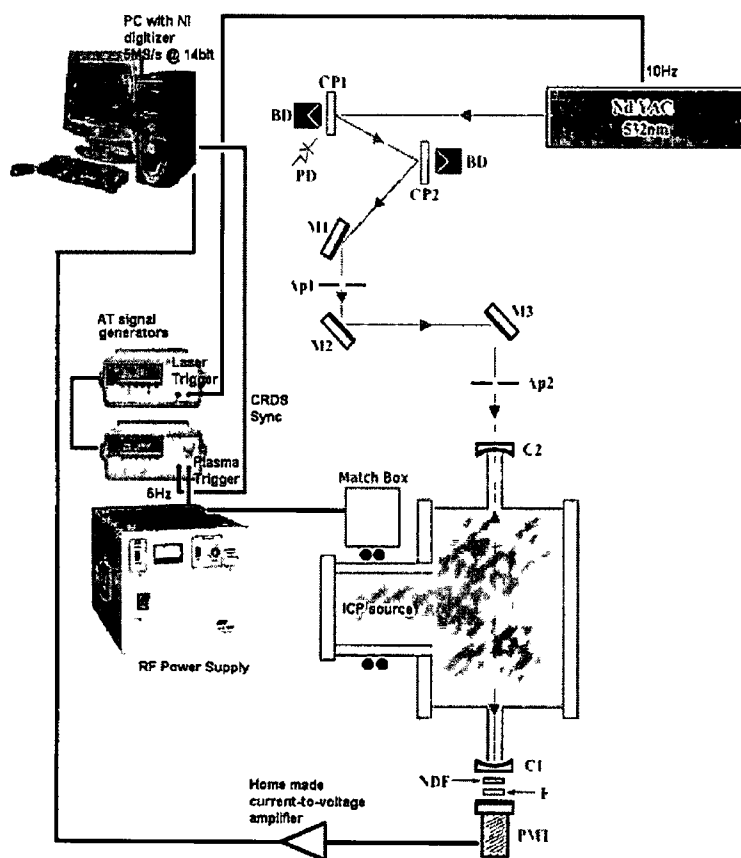 PC with NI
digitizer
5MS/s @ 14bit
10Hz
CP1
Nd YAG
532nm
BD
PD
BD
CP2
M1
Ap1
M3
M2
Ap2
AT signal
generators
Laser
Trigger
CRDS
Sync
Plasma
Trigger
5Hz
C2
Match Box
ICP(source)
RF Power Supply
C1
NDF
F
Home made
current-to-voltage
amplifier
PMT